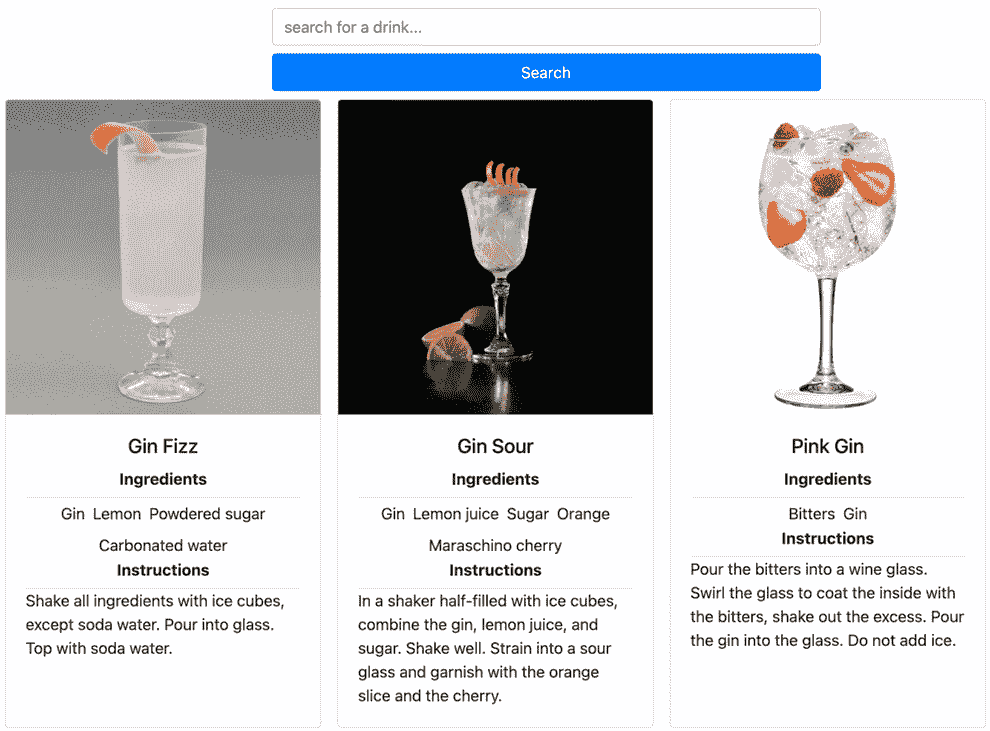 search for a drink...
Search
Gin Fizz
Ingredients
Gin Lemon Powdered sugar
Carbonated water
Instructions
Shake all ingredients with ice cubes,
except soda water. Pour into glass.
Top with soda water.
Gin Sour
Ingredients
Gin Lemon juice Sugar Orange
Maraschino cherry
Instructions
In a shaker half-filled with ice cubes,
combine the gin, lemon juice, and
sugar. Shake well. Strain into a sour
glass and garnish with the orange
slice and the cherry.
Pink Gin
Ingredients
Bitters Gin
Instructions
Pour the bitters into a wine glass.
Swirl the glass to coat the inside with
the bitters, shake out the excess. Pour
the gin into the glass. Do not add ice.